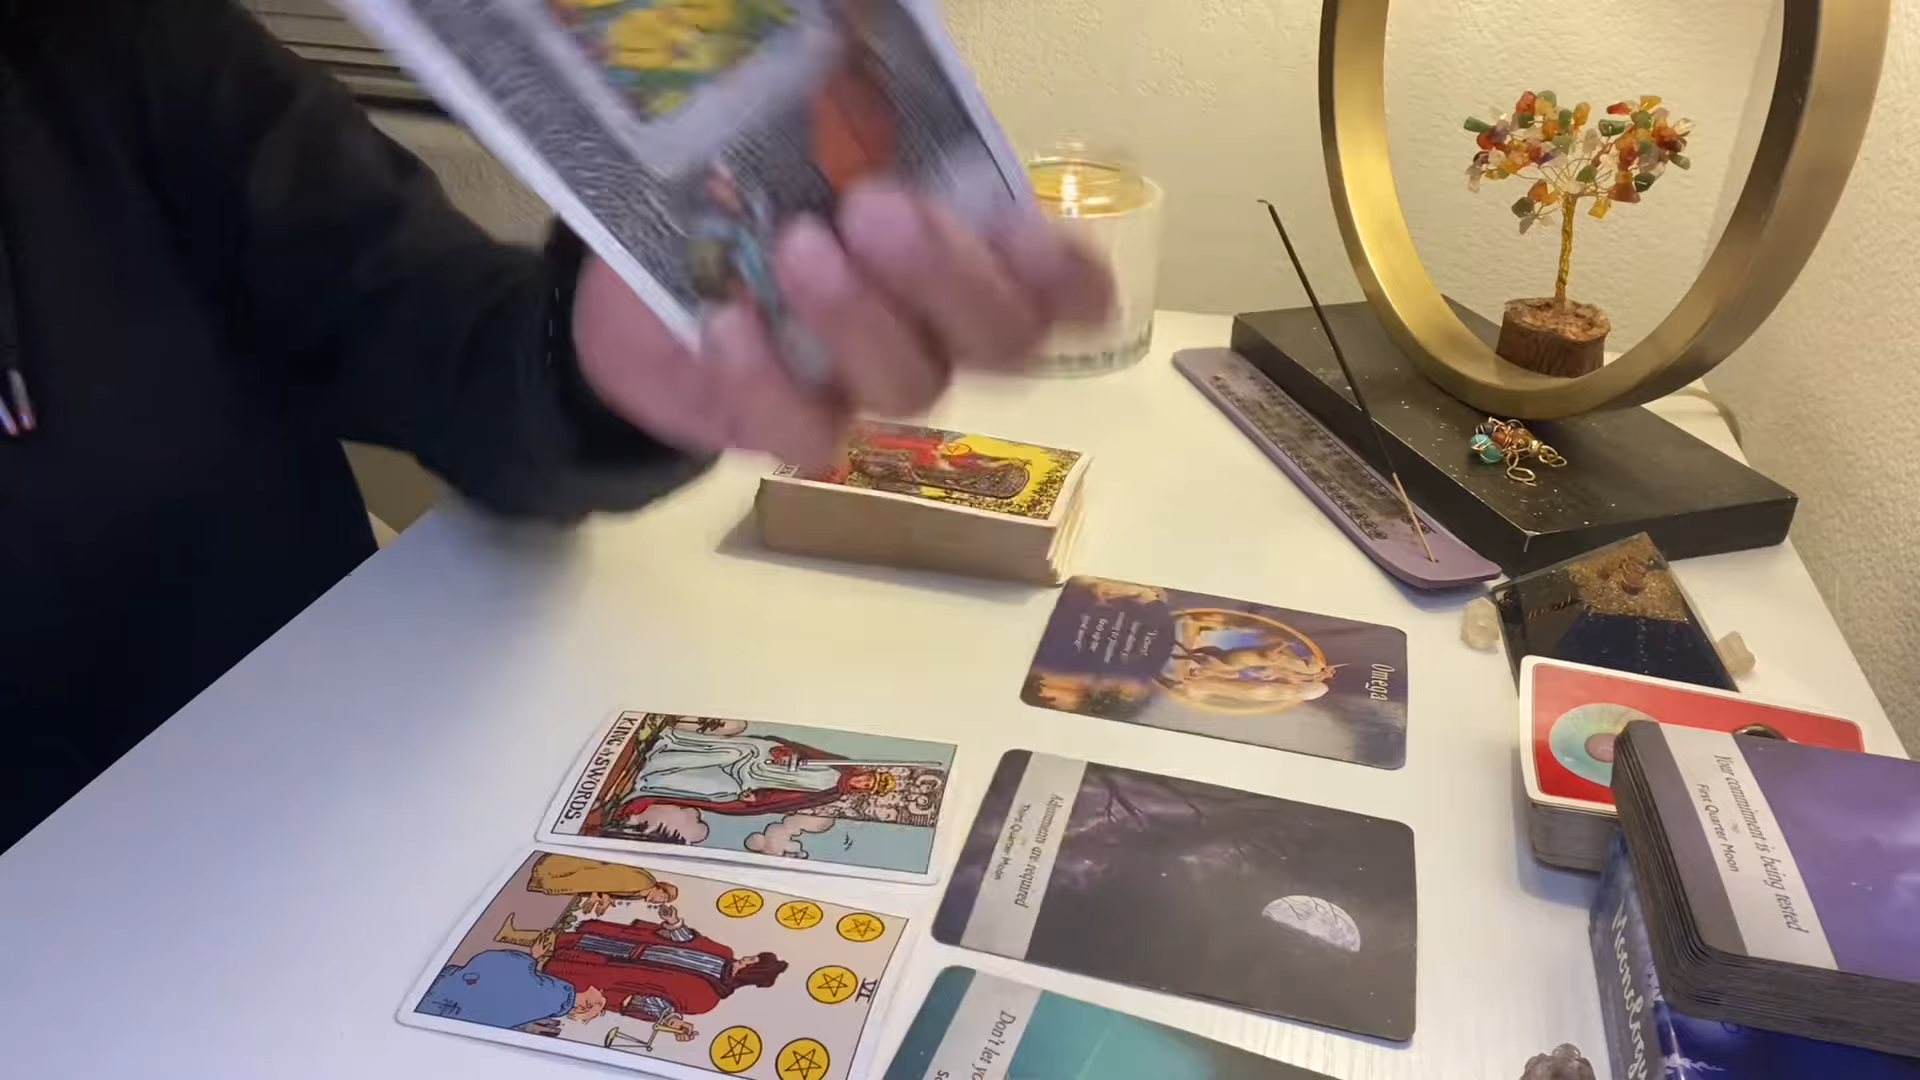 Omega
KING of SWORDS.
Adjustments are required
Third Quarter Moon
VI
Don't let yo
Your commitment is being tested
First Quarter Moon
Moonology